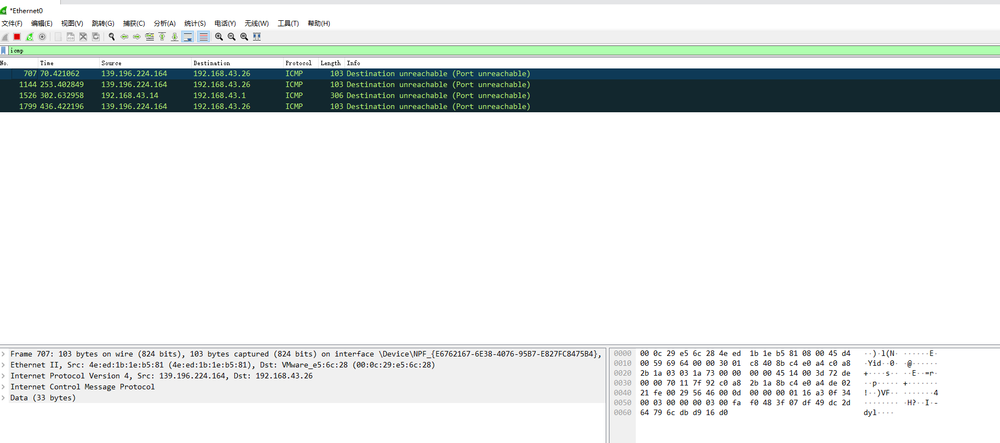 *Ethernet0
文件(F) 编辑(E) 视图(V) 跳转(G) 捕获(C) 分析(A) 统计(S) 电话(Y) 无线(W) 工具(T) 帮助(H)
icmp
No. Time Source Destination Protocol Length Info
707 70.421062 139.196.224.164 192.168.43.26 ICMP 103 Destination unreachable (Port unreachable)
1144 253.402849 139.196.224.164 192.168.43.26 ICMP 103 Destination unreachable (Port unreachable)
1526 302.632958 192.168.43.14 192.168.43.1 ICMP 306 Destination unreachable (Port unreachable)
1799 436.422196 139.196.224.164 192.168.43.26 ICMP 103 Destination unreachable (Port unreachable)
Frame 707: 103 bytes on wire (824 bits), 103 bytes captured (824 bits) on interface \Device\NPF_{E6762167-6E38-4076-95B7-E827FC8475B4},
Ethernet II, Src: 4e:ed:1b:1e:b5:81 (4e:ed:1b:1e:b5:81), Dst: VMware_e5:6c:28 (00:0c:29:e5:6c:28)
Internet Protocol Version 4, Src: 139.196.224.164, Dst: 192.168.43.26
Internet Control Message Protocol
Data (33 bytes)
0000 00 0c 29 e5 6c 28 4e ed 1b 1e b5 81 08 00 45 d4 ··)·l(N· ······E·
0010 00 59 69 64 00 00 30 01 c8 40 8b c4 e0 a4 c0 a8 ·Yid··0· ·@······
0020 2b 1a 03 03 1a 73 00 00 00 00 45 14 00 3d 72 de +····s·· ··E··=r·
0030 00 00 70 11 7f 92 c0 a8 2b 1a 8b c4 e0 a4 de 02 ··p····· +·······
0040 21 fe 00 29 56 46 00 0d 00 00 00 01 16 a3 0f 34 !··)VF·· ·······4
0050 00 03 00 00 00 03 00 fa f0 48 3f 07 df 49 dc 2d ········ ·H?··I·-
0060 64 79 6c db d9 16 d0 dyl····